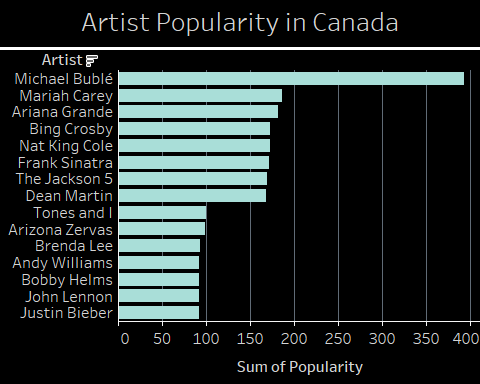 Artist Popularity in Canada
Artist
Michael Bublé
Mariah Carey
Ariana Grande
Bing Crosby
Nat King Cole
Frank Sinatra
The Jackson 5
Dean Martin
Tones and I
Arizona Zervas
Brenda Lee
Andy Williams
Bobby Helms
John Lennon
Justin Bieber
0 50 100 150 200 250 300 350 400
Sum of Popularity